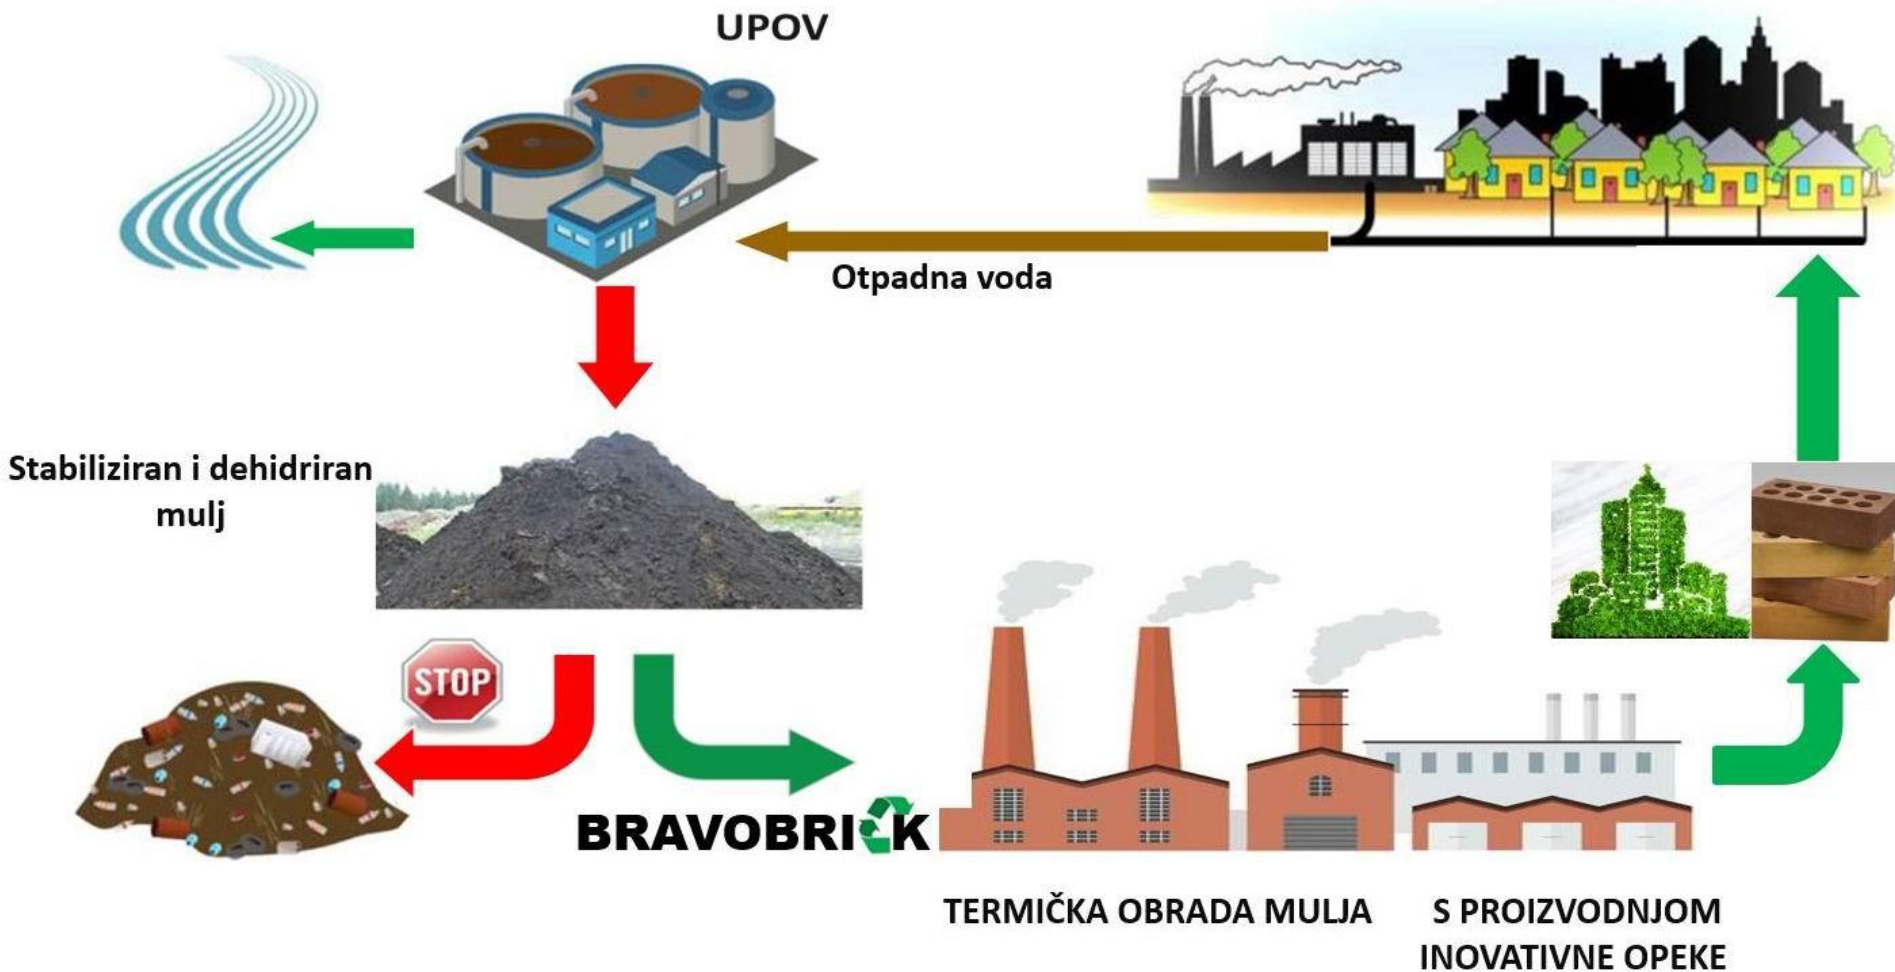 UPOV
Otpadna voda
Stabiliziran i dehidriran
mulj
STOP
BRAVOBRICK
TERMIČKA OBRADA MULJA
S PROIZVODNJOM
INOVATIVNE OPEKE